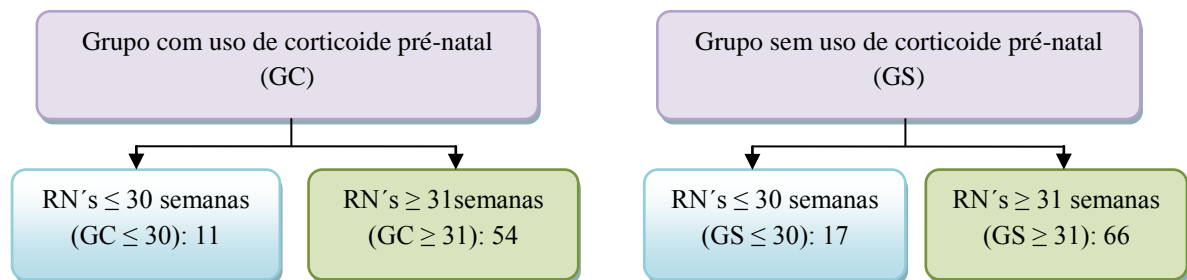 Grupo com uso de corticoide pré-natal
(GC)
Grupo sem uso de corticoide pré-natal
(GS)
RN´s ≤ 30 semanas
(GC ≤ 30): 11
RN´s ≥ 31semanas
(GC ≥ 31): 54
RN´s ≤ 30 semanas
(GS ≤ 30): 17
RN´s ≥ 31 semanas
(GS ≥ 31): 66